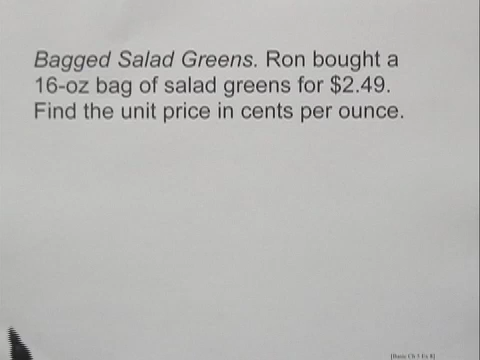 Bagged Salad Greens. Ron bought a
16-oz bag of salad greens for $2.49.
Find the unit price in cents per ounce.